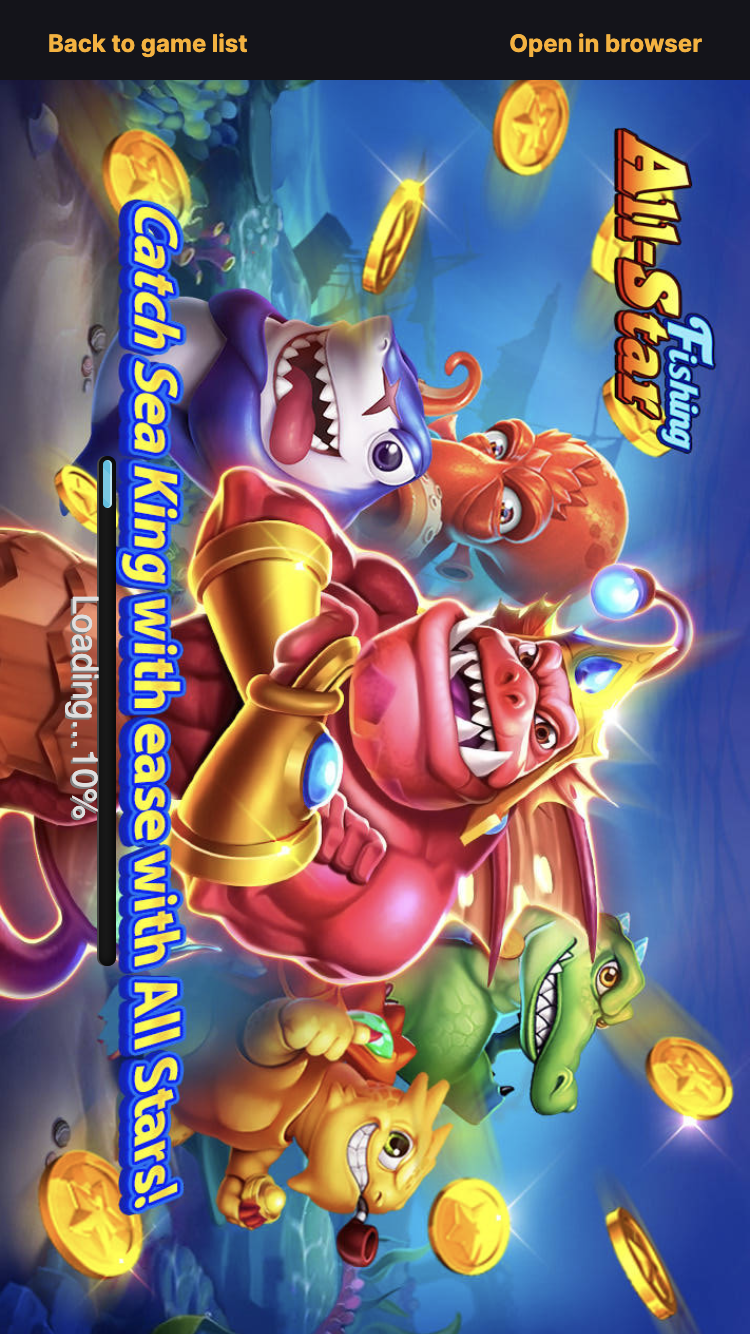 Back to game list
Open in browser
All-Star
Fishing
Catch Sea King with ease with All Stars!
Loading...10%